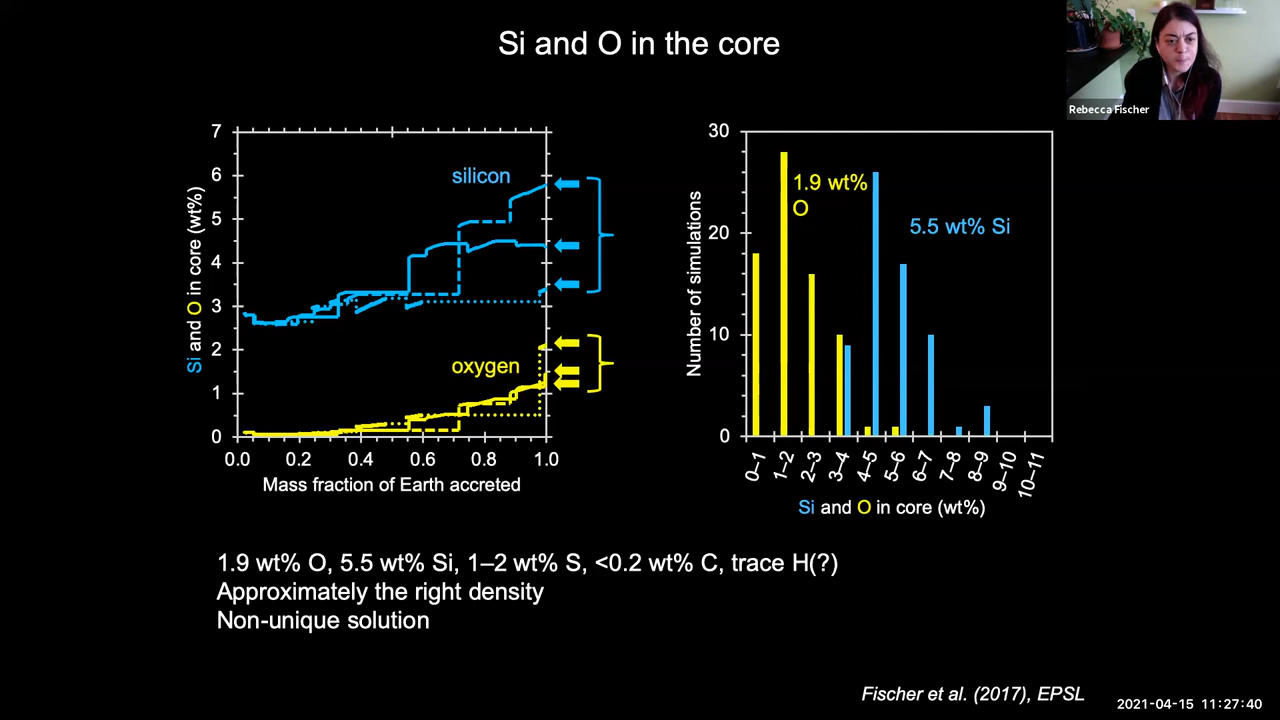 Si and O in the core
Rebecca Fischer
7
6
5
4
3
2
1
0
Si and O in core (wt%)
silicon
oxygen
0.0 0.2 0.4 0.6 0.8 1.0
Mass fraction of Earth accreted
30
20
10
0
Number of simulations
1.9 wt%
O
5.5 wt% Si
0–1 1–2 2–3 3–4 4–5 5–6 6–7 7–8 8–9 9–10 10–11
Si and O in core (wt%)
1.9 wt% O, 5.5 wt% Si, 1–2 wt% S, <0.2 wt% C, trace H(?)
Approximately the right density
Non-unique solution
Fischer et al. (2017), EPSL
2021-04-15 11:27:40